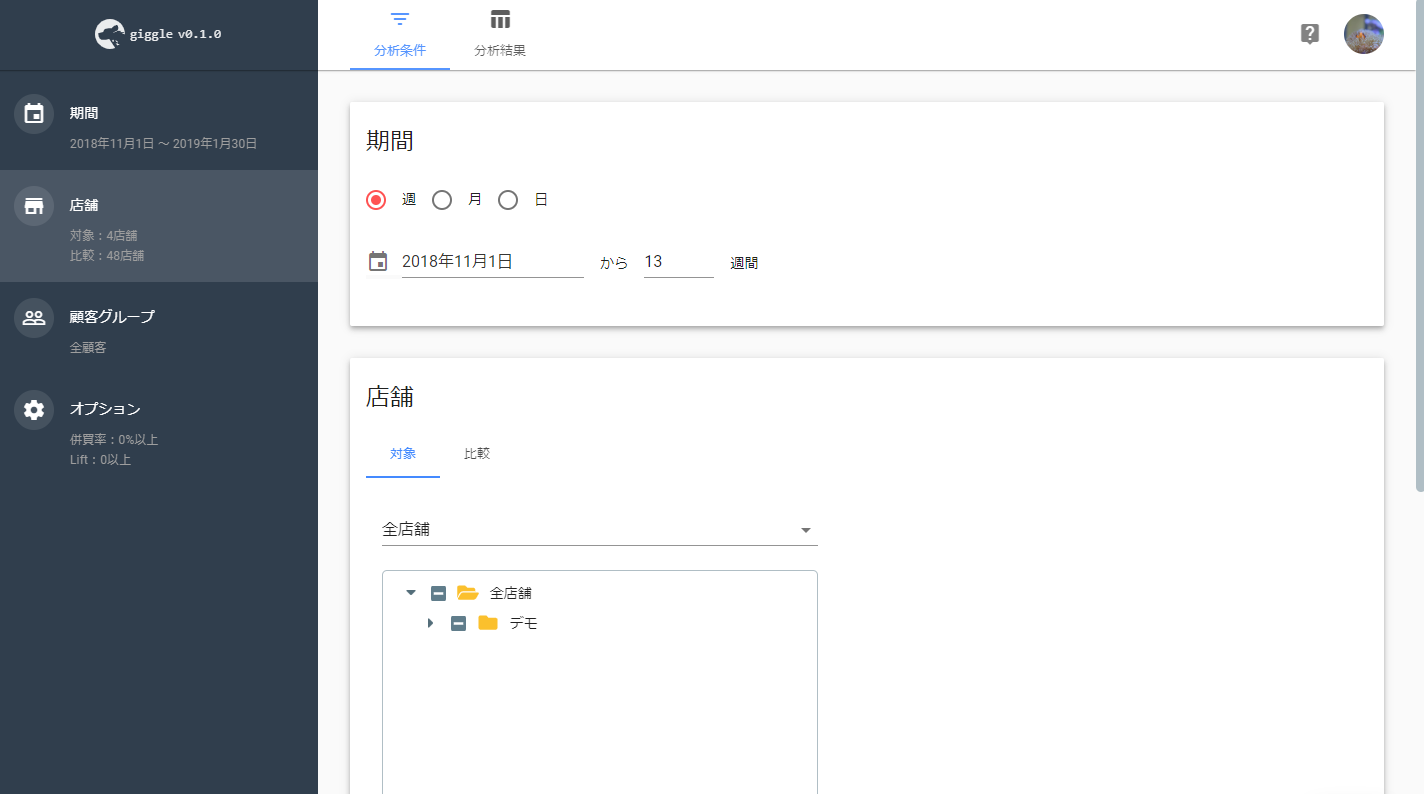 giggle v0.1.0
期間
2018年11月1日 ～ 2019年1月30日
店舗
対象：4店舗
比較：48店舗
顧客グループ
全顧客
オプション
併買率：0%以上
Lift：0以上
分析条件
分析結果
期間
週 月 日
2018年11月1日 から 13 週間
店舗
対象 比較
全店舗
全店舗
デモ